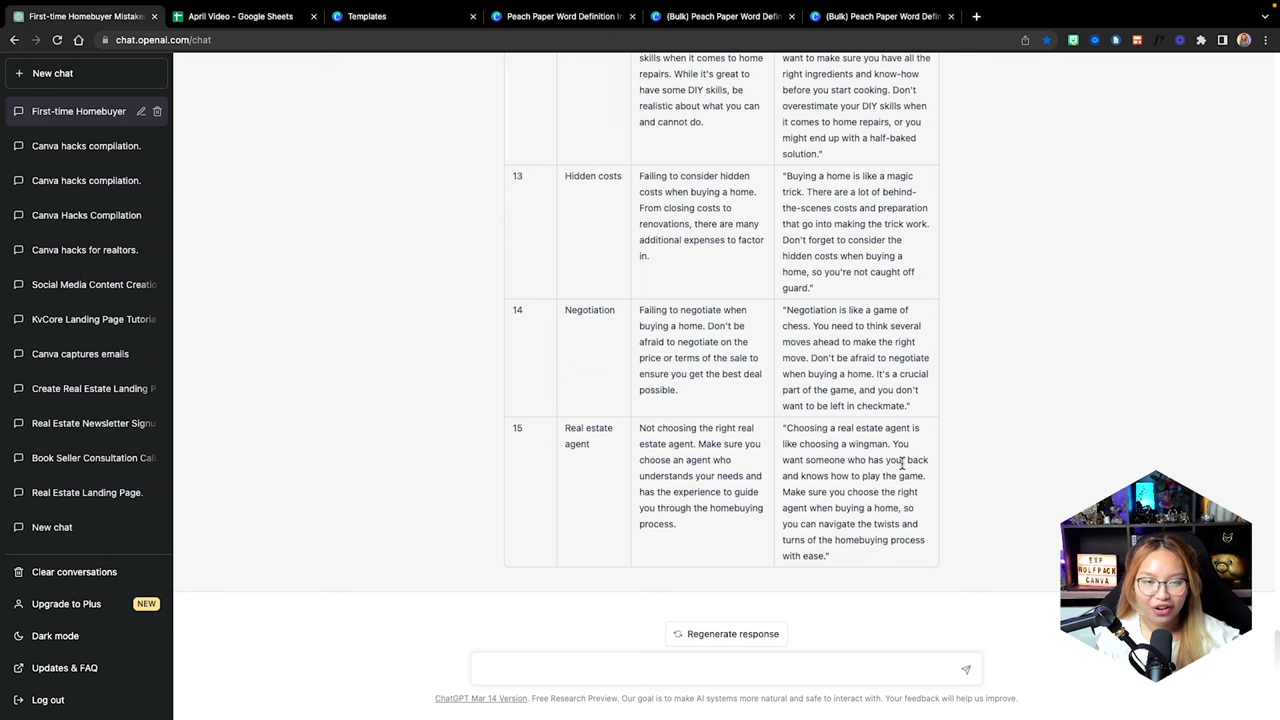 First-time Homebuyer Mistake
April Video - Google Sheets
Templates
Peach Paper Word Definition In
(Bulk) Peach Paper Word Defin
(Bulk) Peach Paper Word Defin
chat.openai.com/chat
New chat
First-time Homebuyer
Canva hacks compilation.
Canva hacks compilation.
Canva Hacks Compilation
Canva hacks for realtors.
Social Media Content Creatio
KvCore Landing Page Tutoria
Canva captures emails
Create Real Estate Landing P
Real Estate Newsletter Signu
Book Seller Consultation Call.
Real Estate Landing Page.
New chat
Clear conversations
Upgrade to Plus
NEW
Dark mode
Updates & FAQ
Log out
skills when it comes to home
repairs. While it's great to
have some DIY skills, be
realistic about what you can
and cannot do.
want to make sure you have all the
right ingredients and know-how
before you start cooking. Don't
overestimate your DIY skills when
it comes to home repairs, or you
might end up with a half-baked
solution."
13
Hidden costs
Failing to consider hidden
costs when buying a home.
From closing costs to
renovations, there are many
additional expenses to factor
in.
"Buying a home is like a magic
trick. There are a lot of behind-
the-scenes costs and preparation
that go into making the trick work.
Don't forget to consider the
hidden costs when buying a
home, so you're not caught off
guard."
14
Negotiation
Failing to negotiate when
buying a home. Don't be
afraid to negotiate on the
price or terms of the sale to
ensure you get the best deal
possible.
"Negotiation is like a game of
chess. You need to think several
moves ahead to make the right
move. Don't be afraid to negotiate
when buying a home. It's a crucial
part of the game, and you don't
want to be left in checkmate."
15
Real estate
agent
Not choosing the right real
estate agent. Make sure you
choose an agent who
understands your needs and
has the experience to guide
you through the homebuying
process.
"Choosing a real estate agent is
like choosing a wingman. You
want someone who has your back
and knows how to play the game.
Make sure you choose the right
agent when buying a home, so
you can navigate the twists and
turns of the homebuying process
with ease."
EXP
WOLFPACK
CANVA
Regenerate response
ChatGPT Mar 14 Version. Free Research Preview. Our goal is to make AI systems more natural and safe to interact with. Your feedback will help us improve.